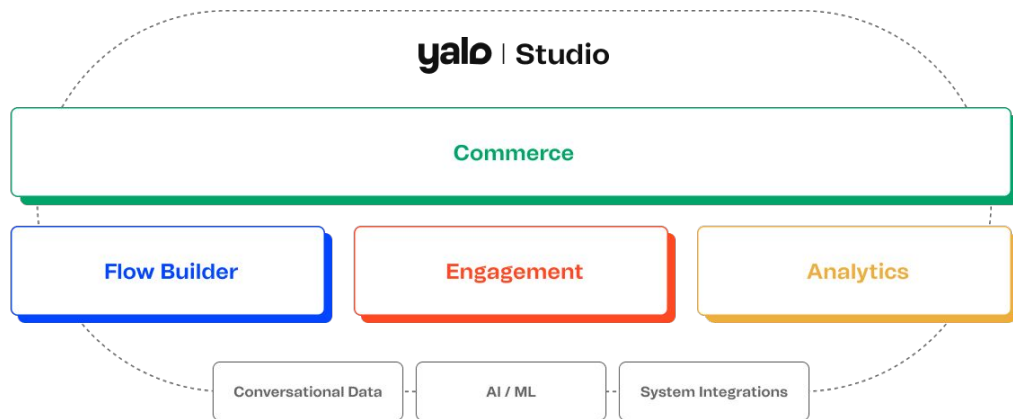 yalo | Studio
Commerce
Flow Builder
Engagement
Analytics
Conversational Data
AI / ML
System Integrations